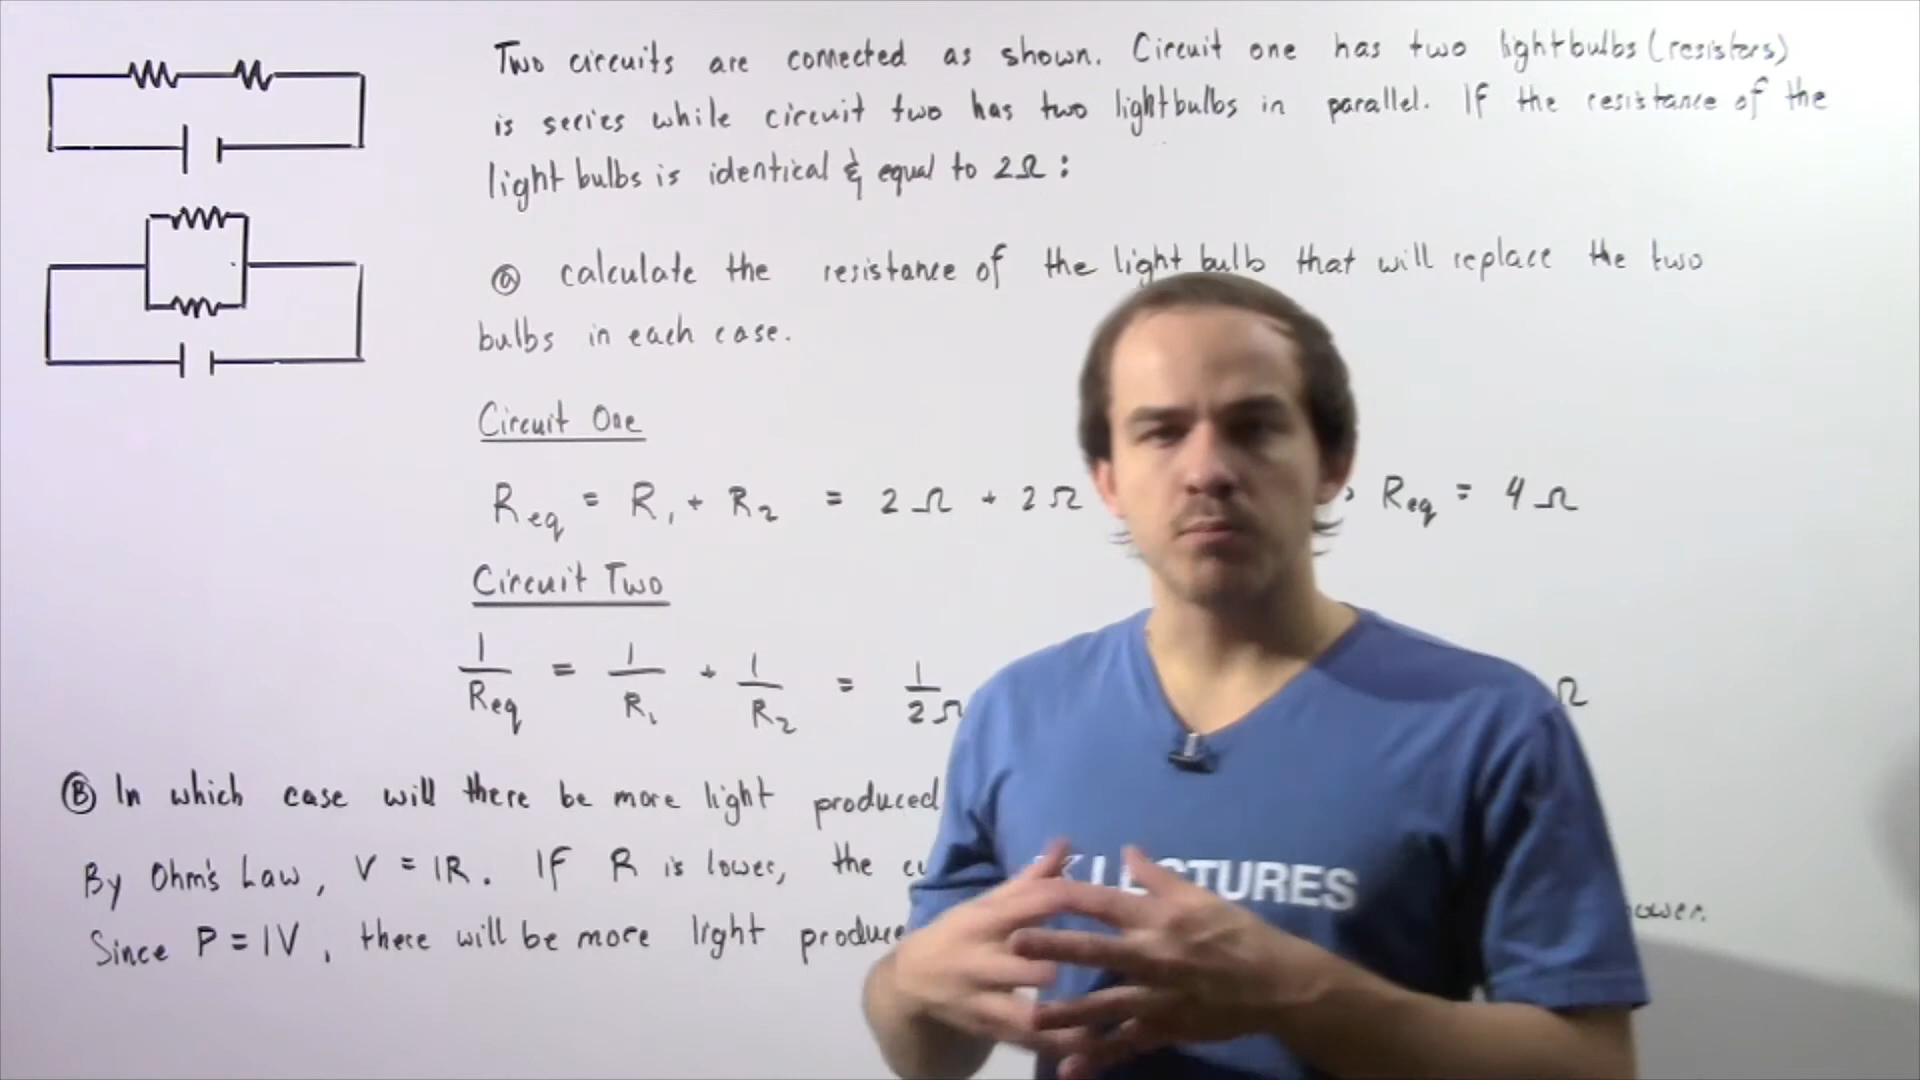 Two circuits are connected as shown. Circuit one has two lightbulbs (resistors)
is series while circuit two has two lightbulbs in parallel. If the resistance of the
light bulbs is identical & equal to 2Ω :
ⓐ calculate the resistance of the light bulb that will replace the two
bulbs in each case.
Circuit One
Req = R1 + R2 = 2Ω + 2Ω Req = 4Ω
Circuit Two
1/Req = 1/R1 + 1/R2 = 1/2Ω Ω
Ⓑ In which case will there be more light produced
By Ohm's Law, V = IR. If R is lower, the
Since P = IV, there will be more light
LECTURES